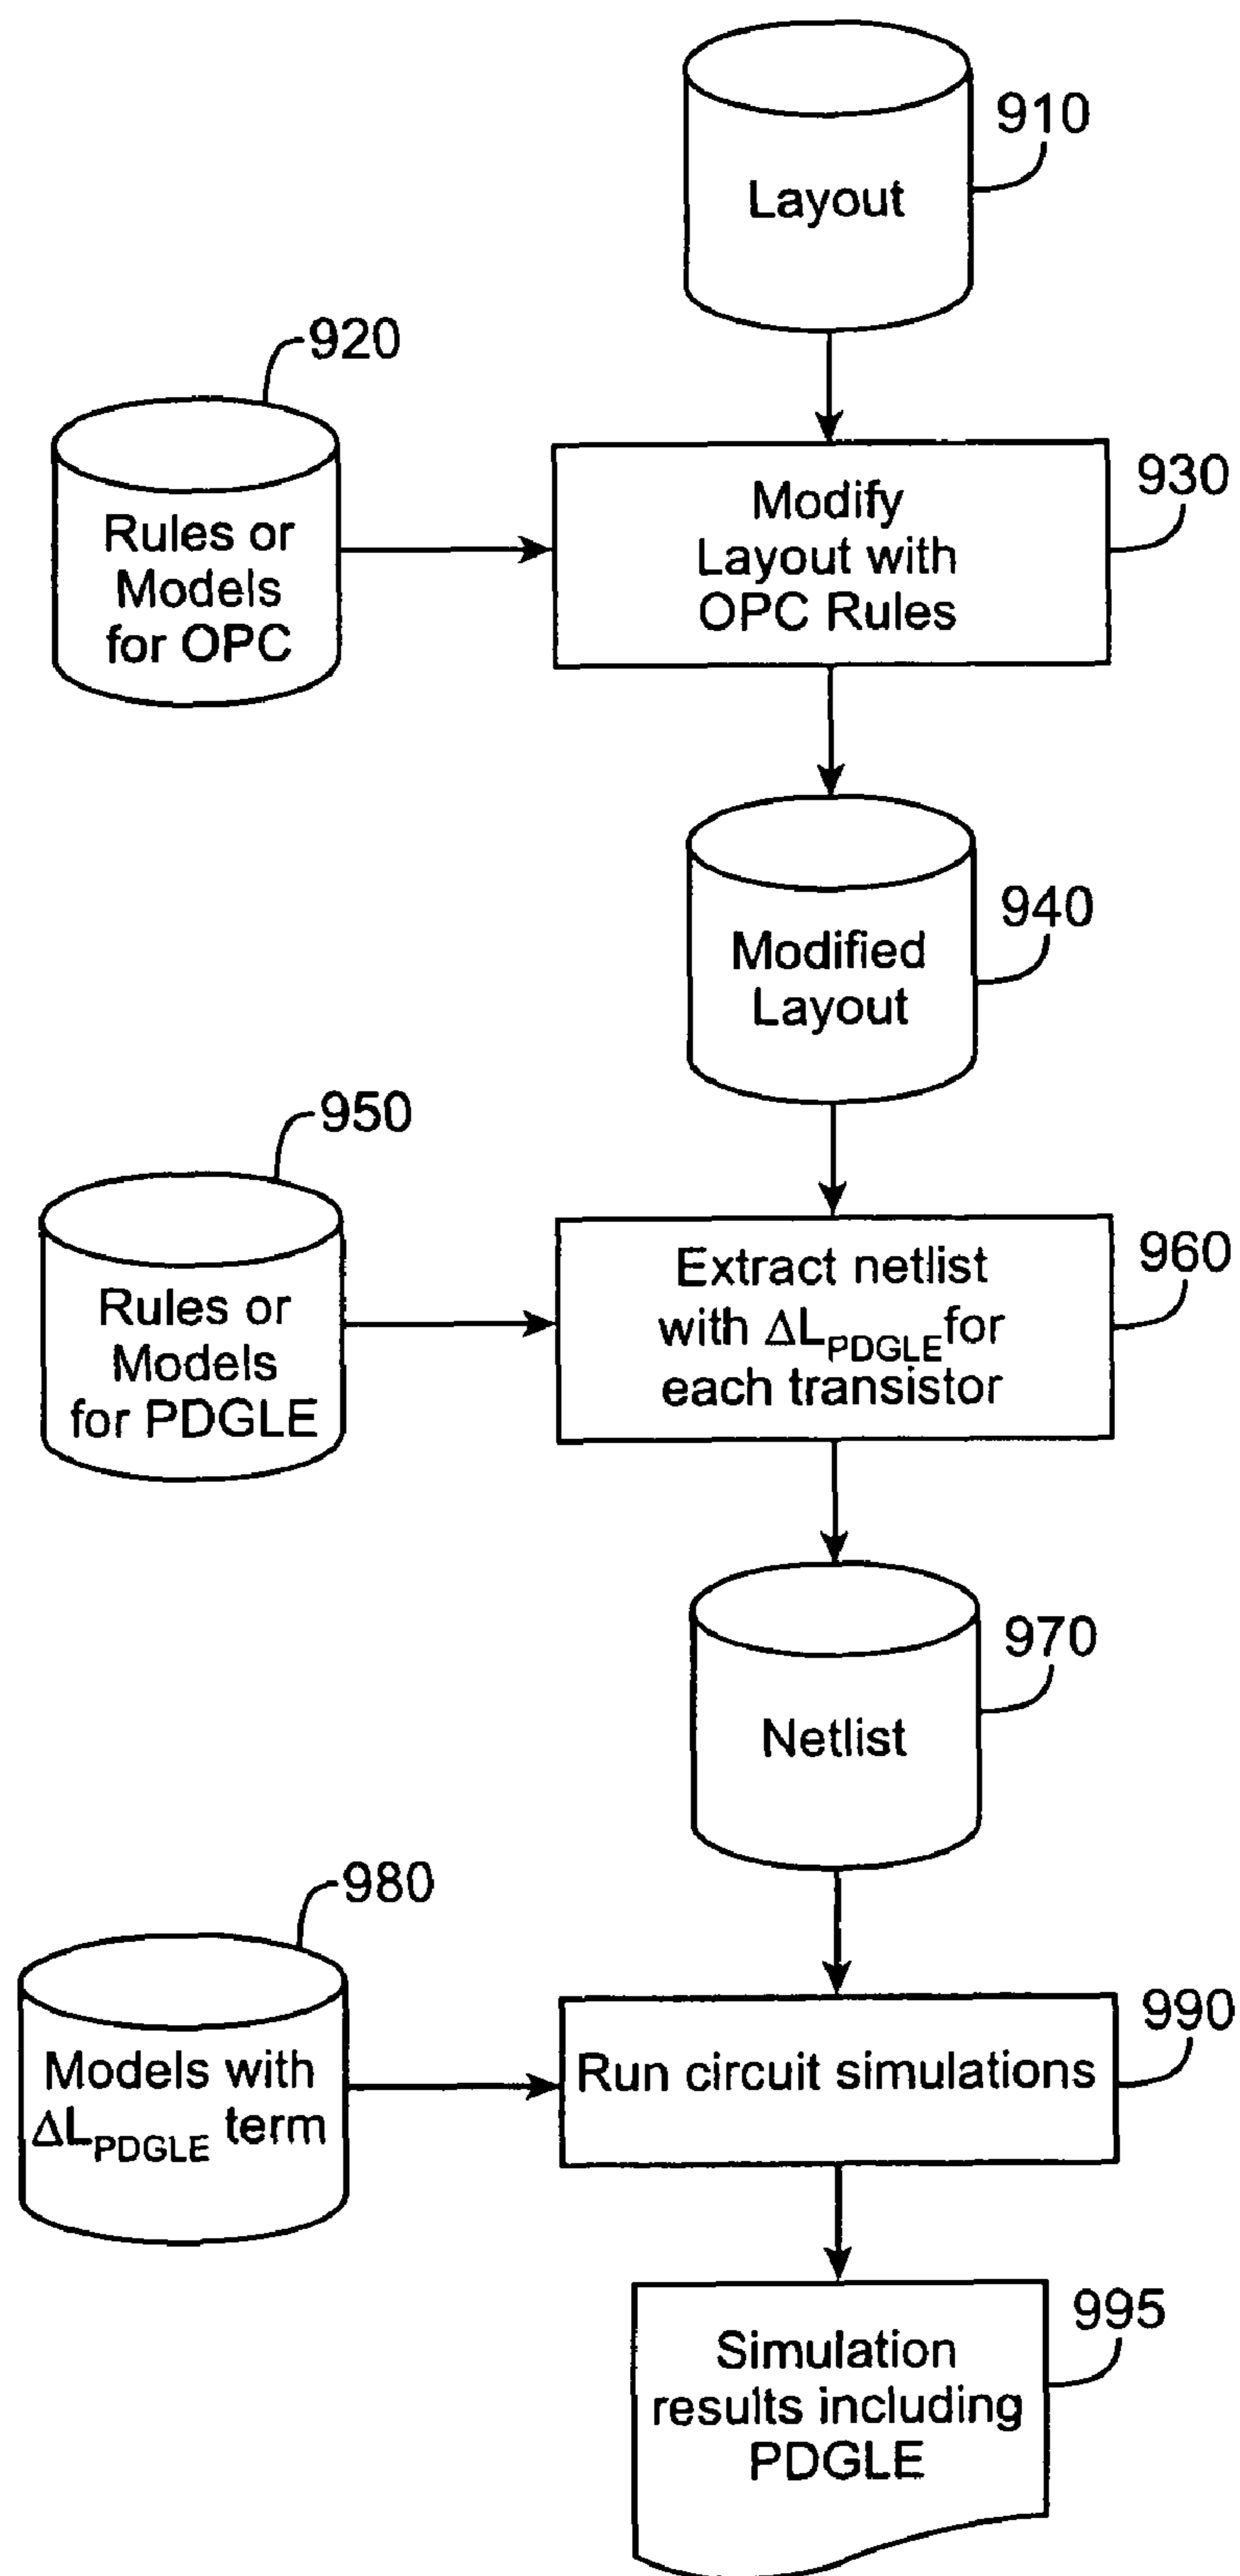 910
Layout
920
Rules or
Models
for OPC
930
Modify
Layout with
OPC Rules
940
Modified
Layout
950
Rules or
Models
for PDGLE
960
Extract netlist
with ΔL_PDGLE for
each transistor
970
Netlist
980
Models with
ΔL_PDGLE term
990
Run circuit simulations
995
Simulation
results including
PDGLE